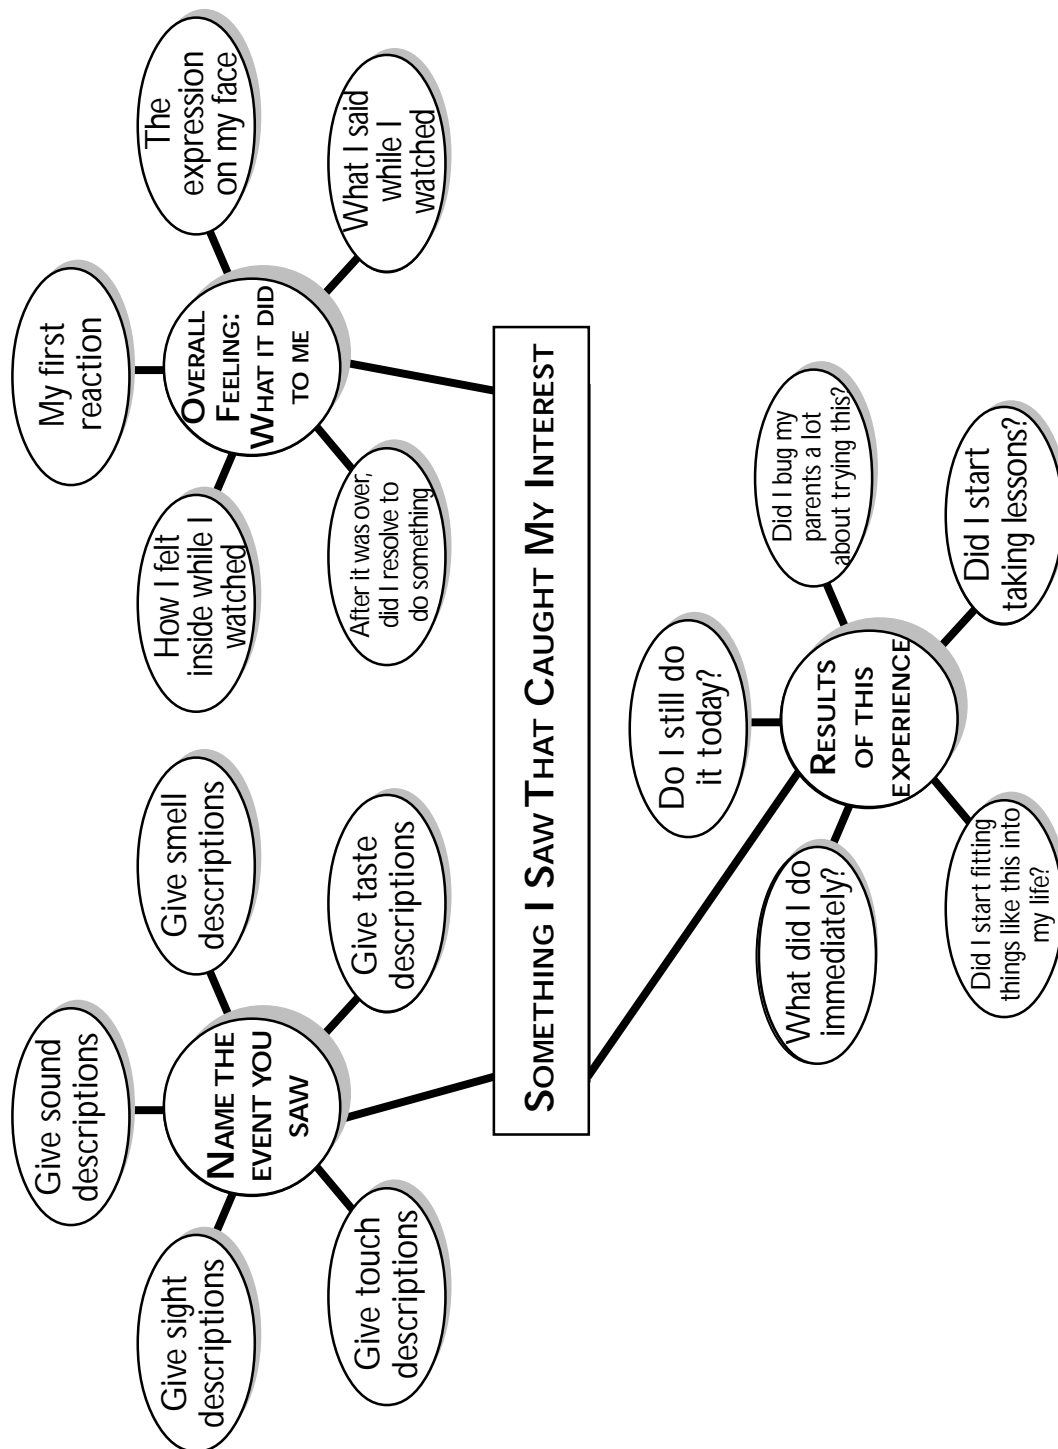 Give sight
descriptions
Give sound
descriptions
Give smell
descriptions
Give touch
descriptions
Give taste
descriptions
NAME THE
EVENT YOU
SAW
How I felt
inside while I
watched
My first
reaction
The
expression
on my face
After it was over,
did I resolve to
do something
What I said
while I
watched
OVERALL
FEELING:
WHAT IT DID
TO ME
SOMETHING I SAW THAT CAUGHT MY INTEREST
What did I do
immediately?
Do I still do
it today?
Did I bug my
parents a lot
about trying this?
Did I start fitting
things like this into
my life?
Did I start
taking lessons?
RESULTS
OF THIS
EXPERIENCE